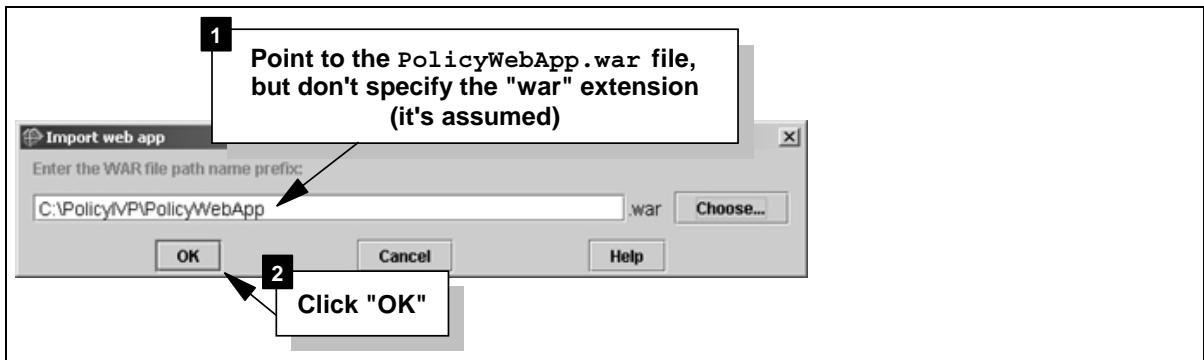 1
Point to the PolicyWebApp.war file,
but don't specify the "war" extension
(it's assumed)
Import web app
Enter the WAR file path name prefix:
C:\PolicyIVP\PolicyWebApp .war Choose...
OK Cancel Help
2
Click "OK"